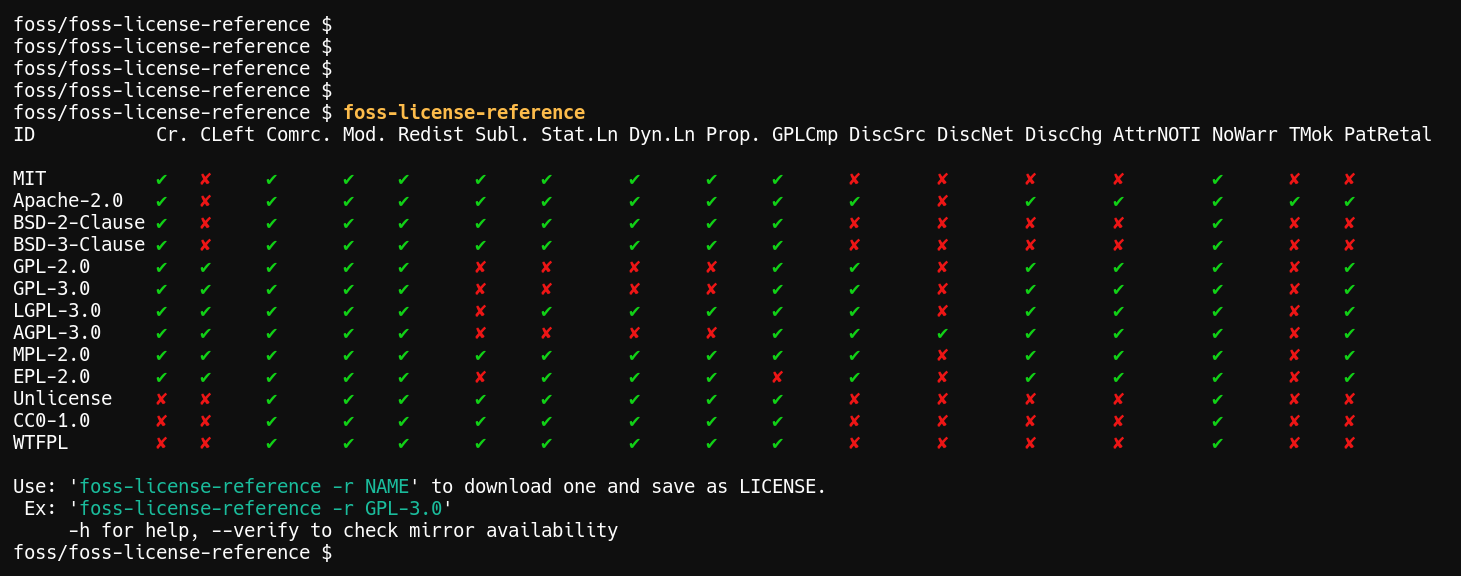 foss/foss-license-reference $
foss/foss-license-reference $
foss/foss-license-reference $
foss/foss-license-reference $
foss/foss-license-reference $ foss-license-reference
ID Cr. CLeft Comrc. Mod. Redist Subl. Stat.Ln Dyn.Ln Prop. GPLCmp DiscSrc DiscNet DiscChg AttrNOTI NoWarr TMok PatRetal
MIT ✔ ✘ ✔ ✔ ✔ ✔ ✔ ✔ ✔ ✔ ✘ ✘ ✘ ✘ ✔ ✘ ✘
Apache-2.0 ✔ ✘ ✔ ✔ ✔ ✔ ✔ ✔ ✔ ✔ ✔ ✘ ✔ ✔ ✔ ✔ ✔
BSD-2-Clause ✔ ✘ ✔ ✔ ✔ ✔ ✔ ✔ ✔ ✔ ✘ ✘ ✘ ✘ ✔ ✘ ✘
BSD-3-Clause ✔ ✘ ✔ ✔ ✔ ✔ ✔ ✔ ✔ ✔ ✘ ✘ ✘ ✘ ✔ ✘ ✘
GPL-2.0 ✔ ✔ ✔ ✔ ✔ ✘ ✘ ✘ ✘ ✔ ✔ ✘ ✔ ✔ ✔ ✘ ✔
GPL-3.0 ✔ ✔ ✔ ✔ ✔ ✘ ✘ ✘ ✘ ✔ ✔ ✘ ✔ ✔ ✔ ✘ ✔
LGPL-3.0 ✔ ✔ ✔ ✔ ✔ ✘ ✔ ✔ ✔ ✔ ✔ ✘ ✔ ✔ ✔ ✘ ✔
AGPL-3.0 ✔ ✔ ✔ ✔ ✔ ✘ ✘ ✘ ✘ ✔ ✔ ✔ ✔ ✔ ✔ ✘ ✔
MPL-2.0 ✔ ✔ ✔ ✔ ✔ ✔ ✔ ✔ ✔ ✔ ✔ ✘ ✔ ✔ ✔ ✘ ✔
EPL-2.0 ✔ ✔ ✔ ✔ ✔ ✘ ✔ ✔ ✔ ✘ ✔ ✘ ✔ ✔ ✔ ✘ ✔
Unlicense ✘ ✘ ✔ ✔ ✔ ✔ ✔ ✔ ✔ ✔ ✘ ✘ ✘ ✘ ✔ ✘ ✘
CC0-1.0 ✘ ✘ ✔ ✔ ✔ ✔ ✔ ✔ ✔ ✔ ✘ ✘ ✘ ✘ ✔ ✘ ✘
WTFPL ✘ ✘ ✔ ✔ ✔ ✔ ✔ ✔ ✔ ✔ ✘ ✘ ✘ ✘ ✔ ✘ ✘
Use: 'foss-license-reference -r NAME' to download one and save as LICENSE.
Ex: 'foss-license-reference -r GPL-3.0'
-h for help, --verify to check mirror availability
foss/foss-license-reference $